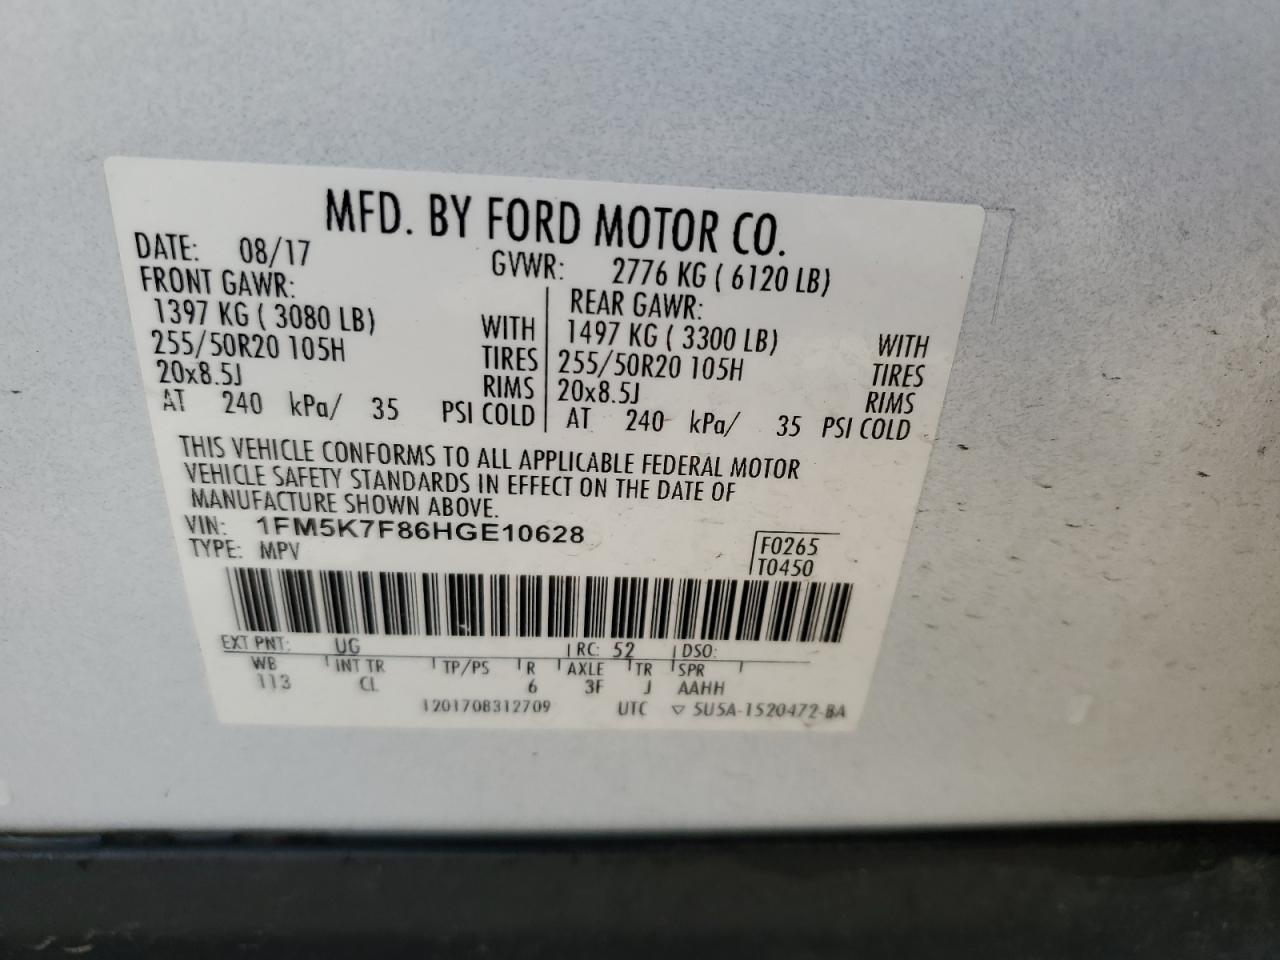 MFD. BY FORD MOTOR CO.
DATE: 08/17 GVWR: 2776 KG ( 6120 LB)
FRONT GAWR: REAR GAWR:
1397 KG ( 3080 LB) WITH 1497 KG ( 3300 LB) WITH
255/50R20 105H TIRES 255/50R20 105H TIRES
20x8.5J RIMS 20x8.5J RIMS
AT 240 kPa/ 35 PSI COLD AT 240 kPa/ 35 PSI COLD
THIS VEHICLE CONFORMS TO ALL APPLICABLE FEDERAL MOTOR
VEHICLE SAFETY STANDARDS IN EFFECT ON THE DATE OF
MANUFACTURE SHOWN ABOVE.
VIN: 1FM5K7F86HGE10628
TYPE: MPV
F0265
T0450
EXT PNT: UG RC: 52 DSO:
WB INT TR TP/PS R AXLE TR SPR
113 CL 6 3F J AAHH
1201708312709 UTC ▽ 5U5A-1520472-BA